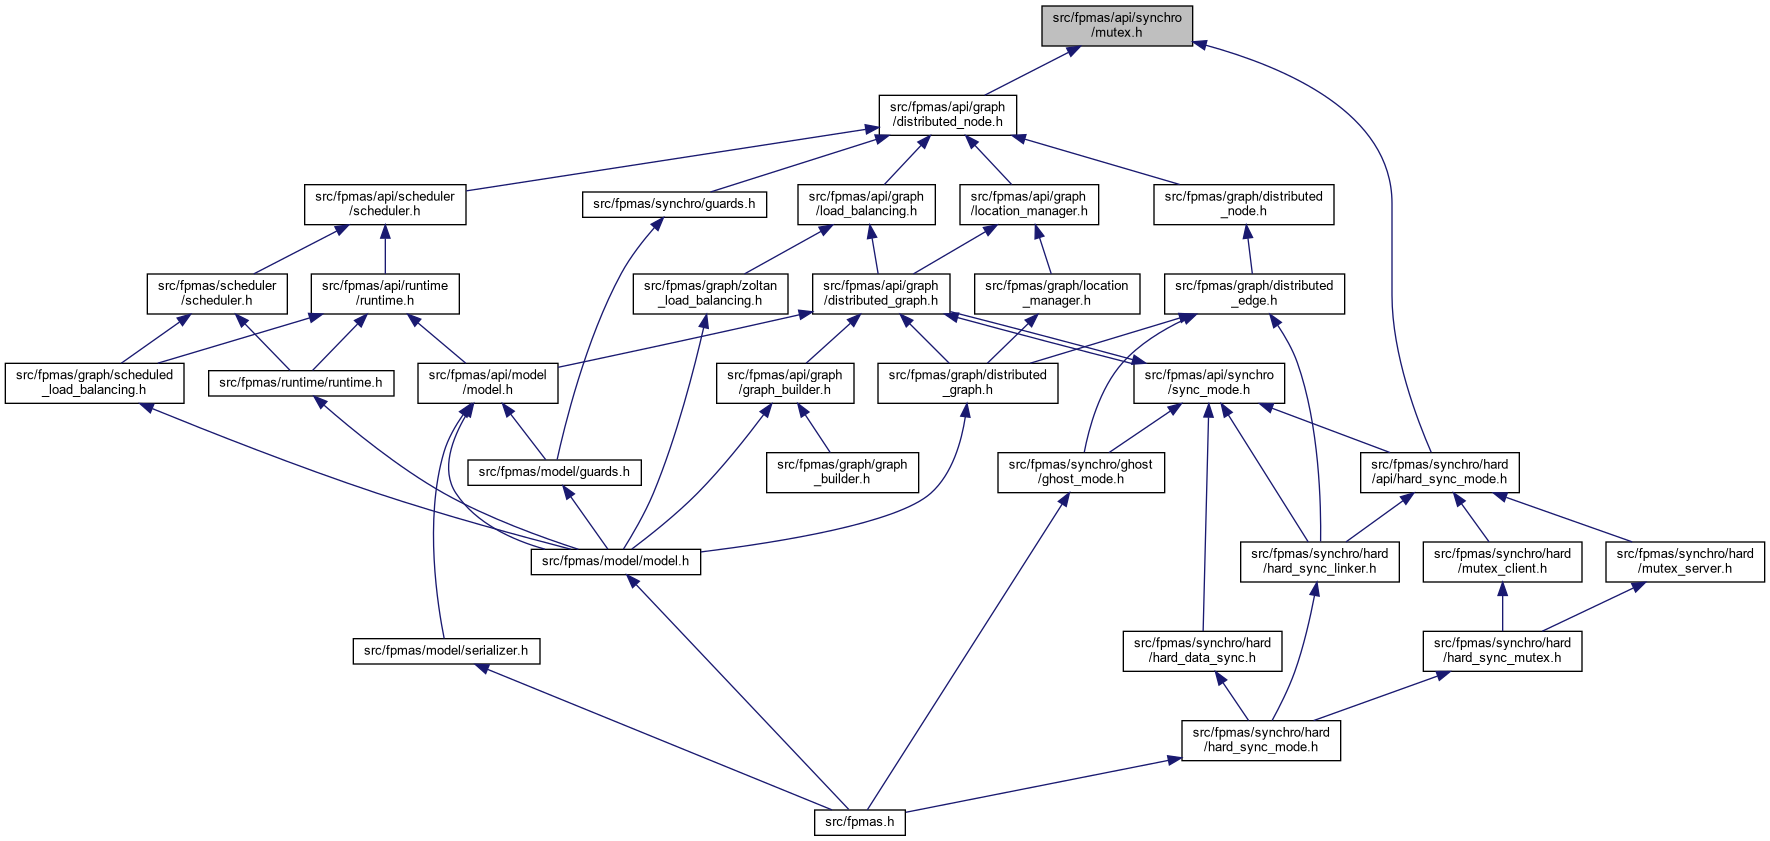 src/fpmas/api/synchro
/mutex.h
src/fpmas/api/graph
/distributed_node.h
src/fpmas/api/scheduler
/scheduler.h
src/fpmas/synchro/guards.h
src/fpmas/api/graph
/load_balancing.h
src/fpmas/api/graph
/location_manager.h
src/fpmas/graph/distributed
_node.h
src/fpmas/scheduler
/scheduler.h
src/fpmas/api/runtime
/runtime.h
src/fpmas/graph/zoltan
_load_balancing.h
src/fpmas/api/graph
/distributed_graph.h
src/fpmas/graph/location
_manager.h
src/fpmas/graph/distributed
_edge.h
src/fpmas/graph/scheduled
_load_balancing.h
src/fpmas/runtime/runtime.h
src/fpmas/api/model
/model.h
src/fpmas/api/graph
/graph_builder.h
src/fpmas/graph/distributed
_graph.h
src/fpmas/api/synchro
/sync_mode.h
src/fpmas/model/guards.h
src/fpmas/graph/graph
_builder.h
src/fpmas/synchro/ghost
/ghost_mode.h
src/fpmas/synchro/hard
/api/hard_sync_mode.h
src/fpmas/model/model.h
src/fpmas/synchro/hard
/hard_sync_linker.h
src/fpmas/synchro/hard
/mutex_client.h
src/fpmas/synchro/hard
/mutex_server.h
src/fpmas/model/serializer.h
src/fpmas/synchro/hard
/hard_data_sync.h
src/fpmas/synchro/hard
/hard_sync_mutex.h
src/fpmas/synchro/hard
/hard_sync_mode.h
src/fpmas.h